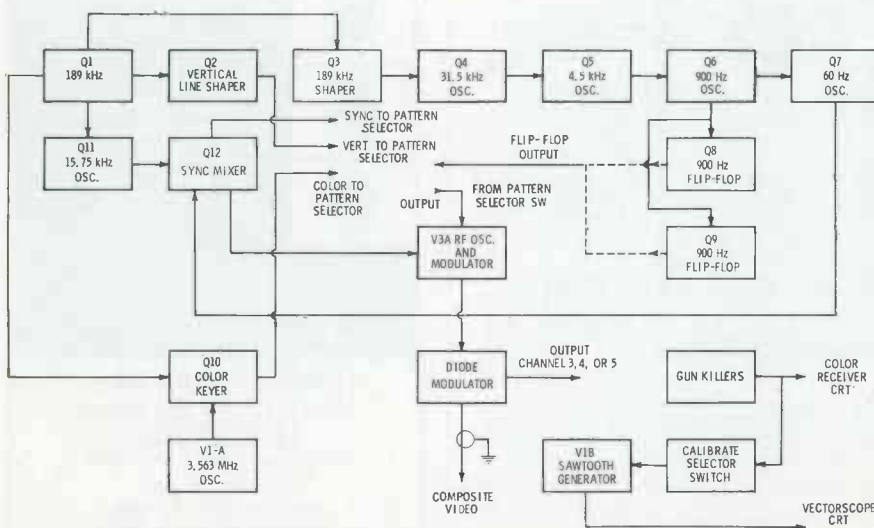 Q1
189 kHz
Q2
VERTICAL
LINE SHAPER
Q3
189 kHz
SHAPER
Q4
31.5 kHz
OSC.
Q5
4.5 kHz
OSC.
Q6
900 Hz
OSC.
Q7
60 Hz
OSC.
Q11
15.75 kHz
OSC.
Q12
SYNC MIXER
SYNC TO PATTERN
SELECTOR
VERT TO PATTERN
SELECTOR
COLOR TO
PATTERN
SELECTOR
FLIP-FLOP
OUTPUT
OUTPUT
FROM PATTERN
SELECTOR SW
Q8
900 Hz
FLIP-FLOP
Q9
900 Hz
FLIP-FLOP
V3A RF OSC.
AND
MODULATOR
Q10
COLOR
KEYER
V1-A
3.563 MHz
OSC.
DIODE
MODULATOR
OUTPUT
CHANNEL 3, 4, OR 5
COMPOSITE
VIDEO
GUN KILLERS
COLOR
RECEIVER
CRT
V1B
SAWTOOTH
GENERATOR
CALIBRATE
SELECTOR
SWITCH
VECTORSCOPE
CRT